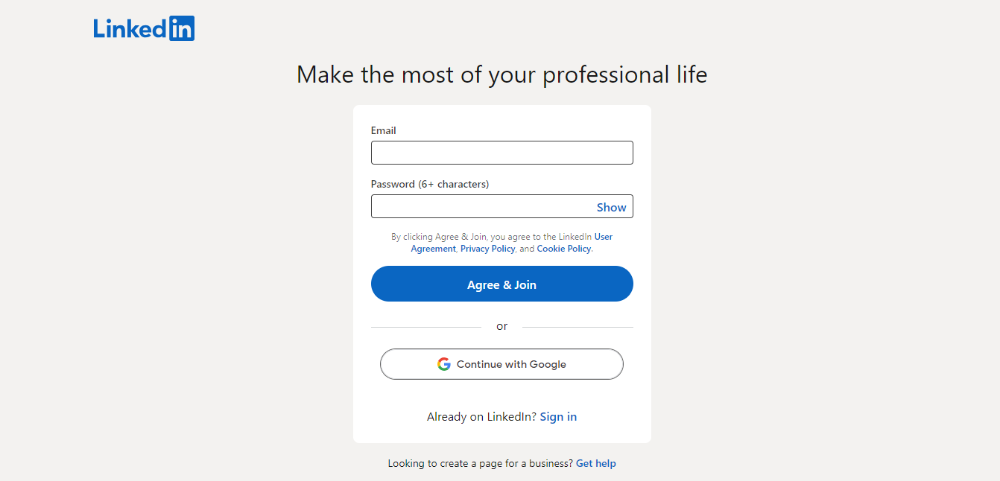 Linked in
Make the most of your professional life
Email
Password (6+ characters)
Show
By clicking Agree & Join, you agree to the LinkedIn User
Agreement, Privacy Policy, and Cookie Policy.
Agree & Join
or
Continue with Google
Already on LinkedIn? Sign in
Looking to create a page for a business? Get help